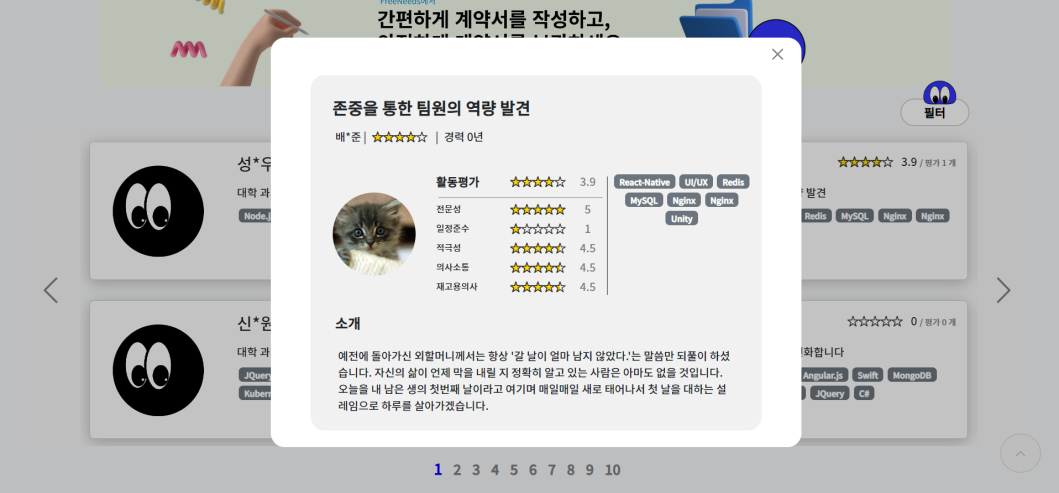 FreeNeeds에서
간편하게 계약서를 작성하고,
필터
존중을 통한 팀원의 역량 발견
배*준 | | 경력 0년
활동평가 3.9
전문성 5
일정준수 1
적극성 4.5
의사소통 4.5
재고용의사 4.5
React-Native UI/UX Redis
MySQL Nginx Nginx
Unity
소개
예전에 돌아가신 외할머니께서는 항상 '갈 날이 얼마 남지 않았다.'는 말씀만 되풀이 하셨
습니다. 자신의 삶이 언제 막을 내릴 지 정확히 알고 있는 사람은 아마도 없을 것입니다.
오늘을 내 남은 생의 첫번째 날이라고 여기며 매일매일 새로 태어나서 첫 날을 대하는 설
레임으로 하루를 살아가겠습니다.
성*우
대학 과
Node.j
3.9 / 평가 1 개
발견
Redis MySQL Nginx Nginx
신*원
대학 과
JQuery
Kubern
0 / 평가 0 개
화합니다
Angular.js Swift MongoDB
JQuery C#
1 2 3 4 5 6 7 8 9 10